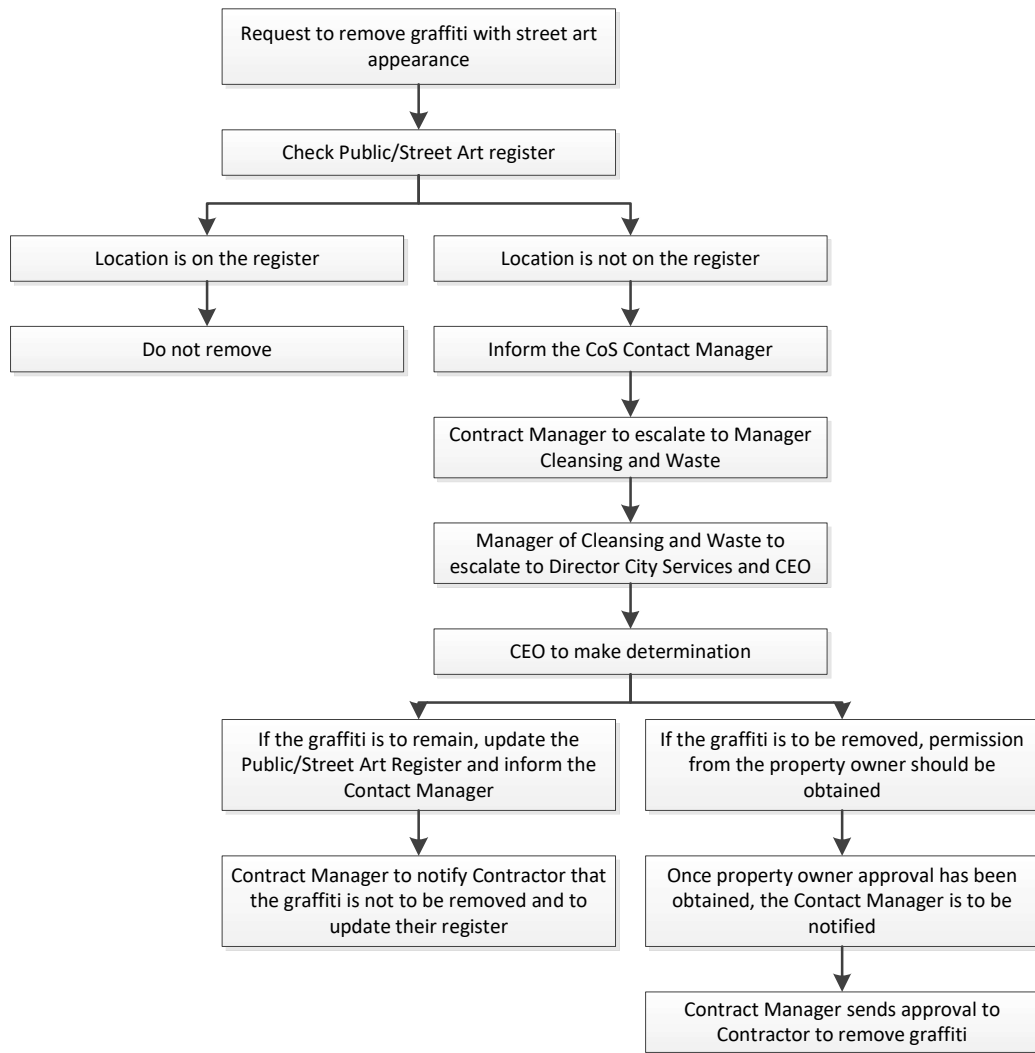 Request to remove graffiti with street art
appearance
Check Public/Street Art register
Location is on the register
Location is not on the register
Do not remove
Inform the CoS Contact Manager
Contract Manager to escalate to Manager
Cleansing and Waste
Manager of Cleansing and Waste to
escalate to Director City Services and CEO
CEO to make determination
If the graffiti is to remain, update the
Public/Street Art Register and inform the
Contact Manager
If the graffiti is to be removed, permission
from the property owner should be
obtained
Contract Manager to notify Contractor that
the graffiti is not to be removed and to
update their register
Once property owner approval has been
obtained, the Contact Manager is to be
notified
Contract Manager sends approval to
Contractor to remove graffiti